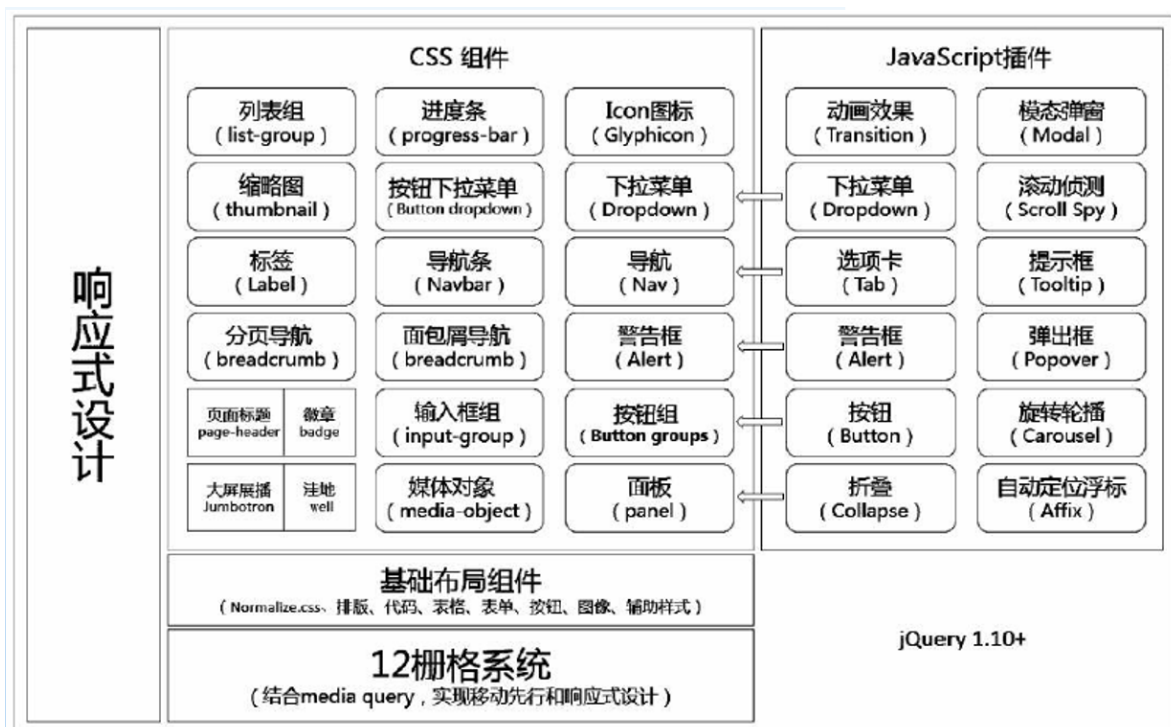 响应式设计
CSS 组件
列表组
（list-group）
进度条
（progress-bar）
Icon图标
（Glyphicon）
缩略图
（thumbnail）
按钮下拉菜单
（Button dropdown）
下拉菜单
（Dropdown）
标签
（Label）
导航条
（Navbar）
导航
（Nav）
分页导航
（breadcrumb）
面包屑导航
（breadcrumb）
警告框
（Alert）
页面标题
page-header
徽章
badge
输入框组
（input-group）
按钮组
（Button groups）
大屏展播
Jumbotron
洼地
well
媒体对象
（media-object）
面板
（panel）
JavaScript插件
动画效果
（Transition）
模态弹窗
（Modal）
下拉菜单
（Dropdown）
滚动侦测
（Scroll Spy）
选项卡
（Tab）
提示框
（Tooltip）
警告框
（Alert）
弹出框
（Popover）
按钮
（Button）
旋转轮播
（Carousel）
折叠
（Collapse）
自动定位浮标
（Affix）
基础布局组件
（Normalize.css、排版、代码、表格、表单、按钮、图像、辅助样式）
12栅格系统
（结合media query，实现移动先行和响应式设计）
jQuery 1.10+